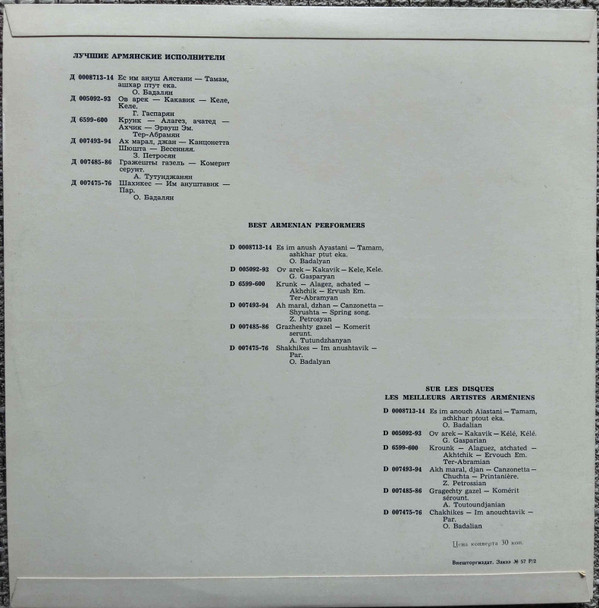 ЛУЧШИЕ АРМЯНСКИЕ ИСПОЛНИТЕЛИ
Д 0008713-14 Ес им ануш Аястани — Тамам,
ашхар птут ека.
О. Бадалян
Д 005092-93 Ов арек — Какавик — Келе,
Келе.
Г. Гаспарян
Д 6599-600 Крунк — Алагез, ачатед —
Ахчик — Эрвуш Эм.
Тер-Абрамян
Д 007493-94 Ах марал, джан — Канцонетта
Шюшта — Весенняя.
З. Петросян
Д 007485-86 Гражешты газель — Комерит
серунт.
А. Тутунджанян
Д 007475-76 Шахикес — Им ануштавик —
Пар.
О. Бадалян
BEST ARMENIAN PERFORMERS
D 0008713-14 Es im anush Ayastani — Tamam,
ashkhar ptut eka.
O. Badalyan
D 005092-93 Ov arek — Kakavik — Kele, Kele.
G. Gasparyan
D 6599-600 Krunk — Alagez, achated —
Akhchik — Ervush Em.
Ter-Abramyan
D 007493-94 Ah maral, dzhan — Canzonetta —
Shyushta — Spring song.
Z. Petrosyan
D 007485-86 Grazheshty gazel — Komerit
serunt.
A. Tutundzhanyan
D 007475-76 Shakhikes — Im anushtavik —
Par.
O. Badalyan
SUR LES DISQUES
LES MEILLEURS ARTISTES ARMÉNIENS
D 0008713-14 Es im anouch Aiastani — Tamam,
achkhar ptout eka.
O. Badalian
D 005092-93 Ov arek — Kakavik — Kélé, Kélé.
G. Gasparian
D 6599-600 Krounk — Alaguez, atchated —
Akhtchik — Ervouch Em.
Ter-Abramian
D 007493-94 Akh maral, djan — Canzonetta —
Chuchta — Printanière.
Z. Petrossian
D 007485-86 Gragechty gazel — Komérit
sérount.
A. Toutoundjanian
D 007475-76 Chakhikes — Im anouchtavik —
Par.
O. Badalian
Цена конверта 30 коп.
Внешторгиздат. Заказ № 57 Р/2